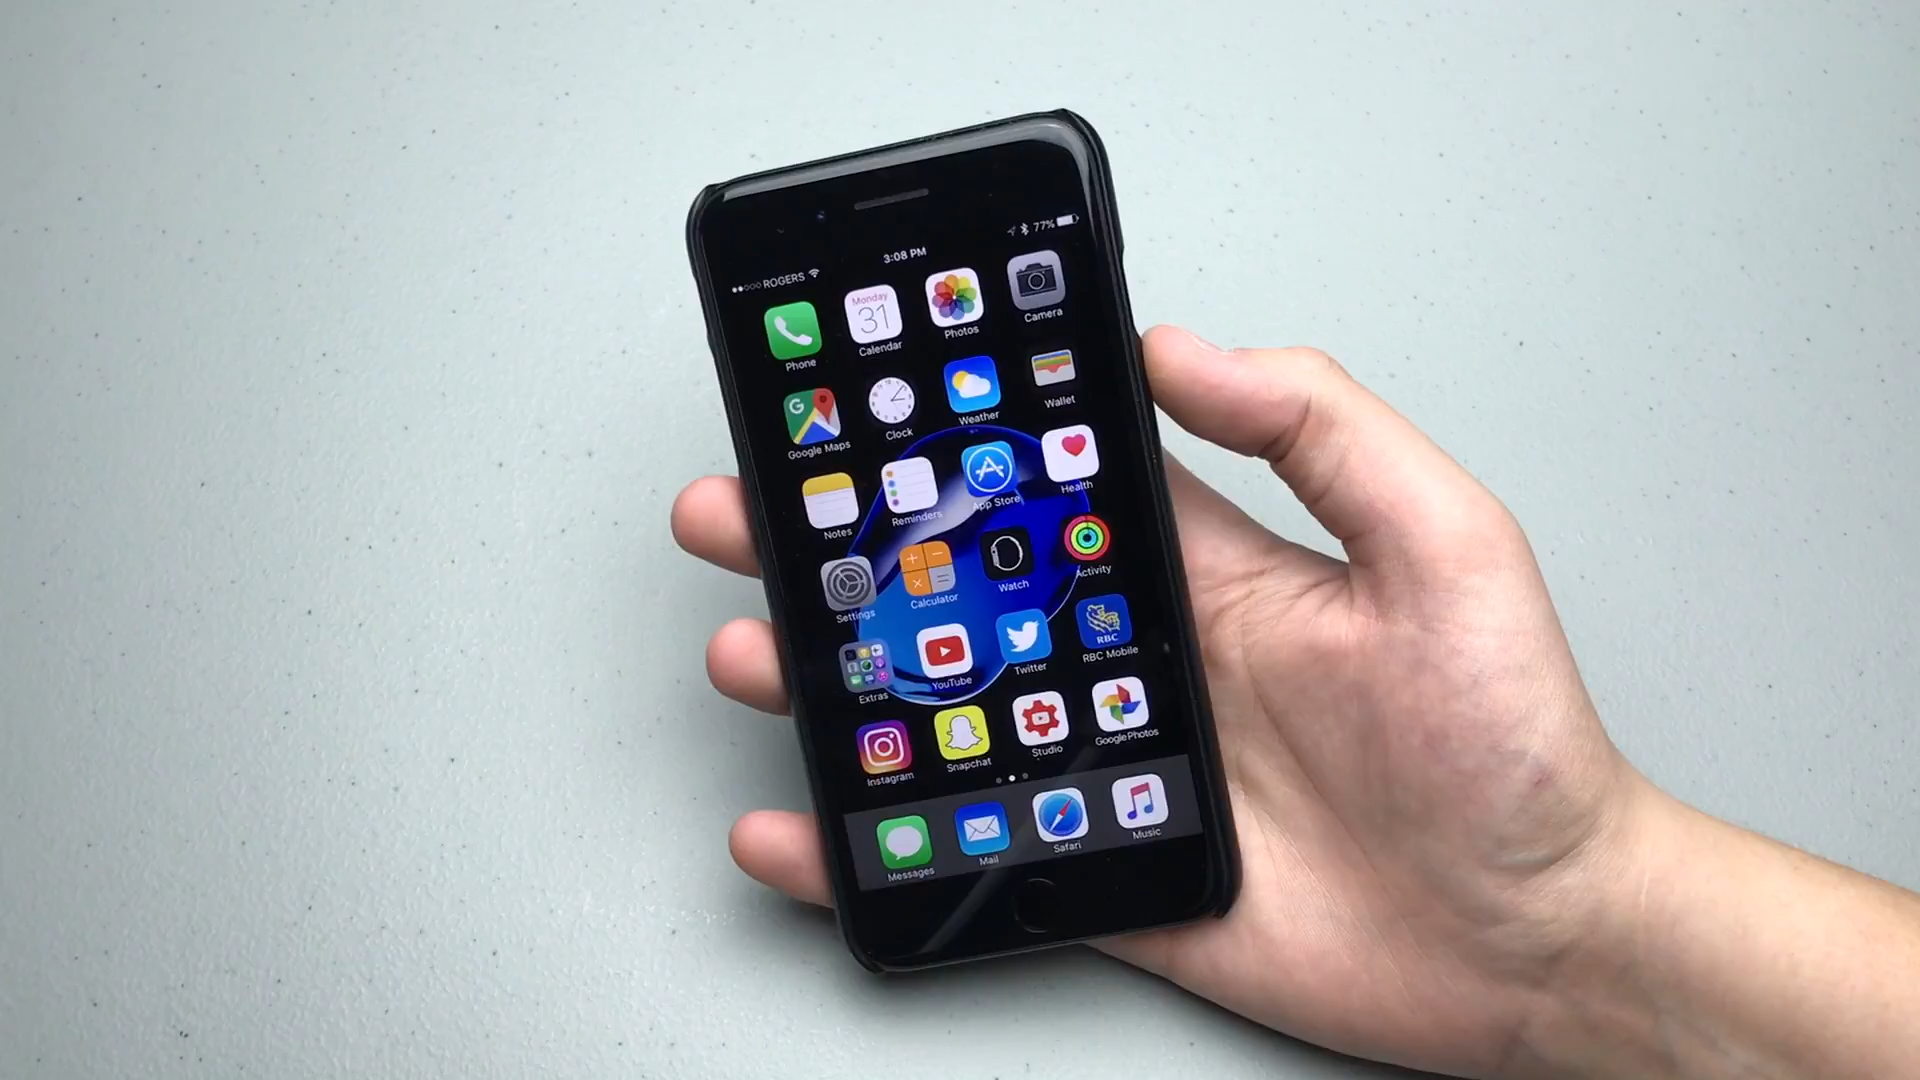 ROGERS 3:08 PM 77%
Monday
31
Phone Calendar Photos Camera
G
Google Maps Clock Weather Wallet
Notes Reminders App Store Health
Settings Calculator Watch Activity
RBC
Extras YouTube Twitter RBC Mobile
Instagram Snapchat Studio Google Photos
Messages Mail Safari Music